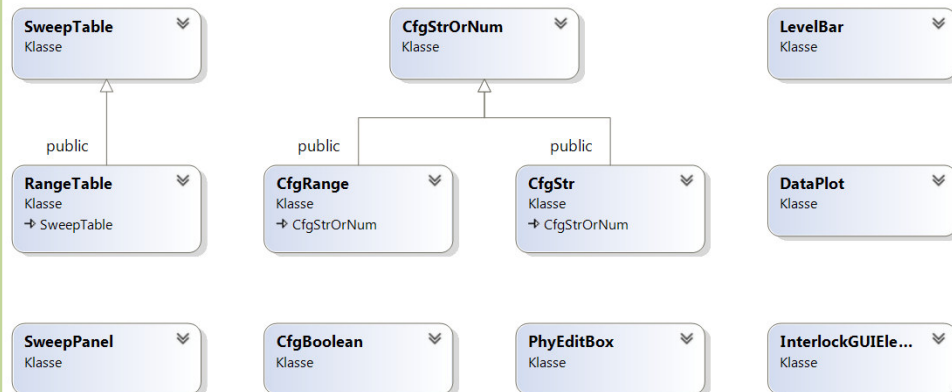 SweepTable
Klasse
CfgStrOrNum
Klasse
LevelBar
Klasse
public
public
public
RangeTable
Klasse
SweepTable
CfgRange
Klasse
CfgStrOrNum
CfgStr
Klasse
CfgStrOrNum
DataPlot
Klasse
SweepPanel
Klasse
CfgBoolean
Klasse
PhyEditBox
Klasse
InterlockGUIEle...
Klasse